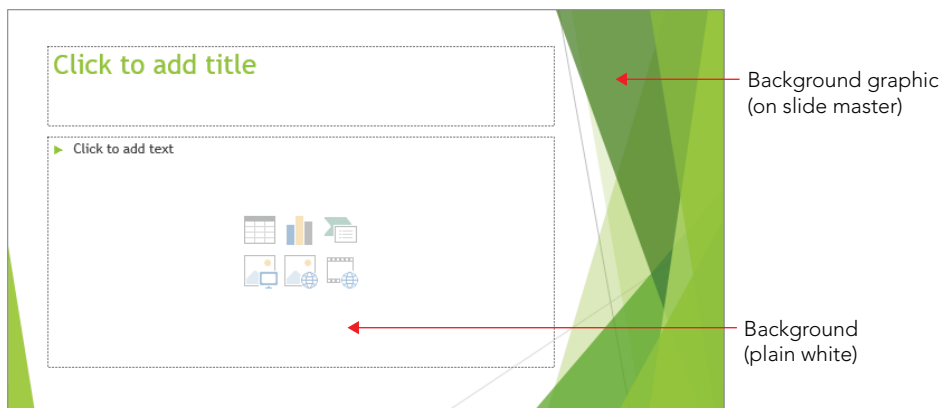 Click to add title
Background graphic
(on slide master)
Click to add text
Background
(plain white)